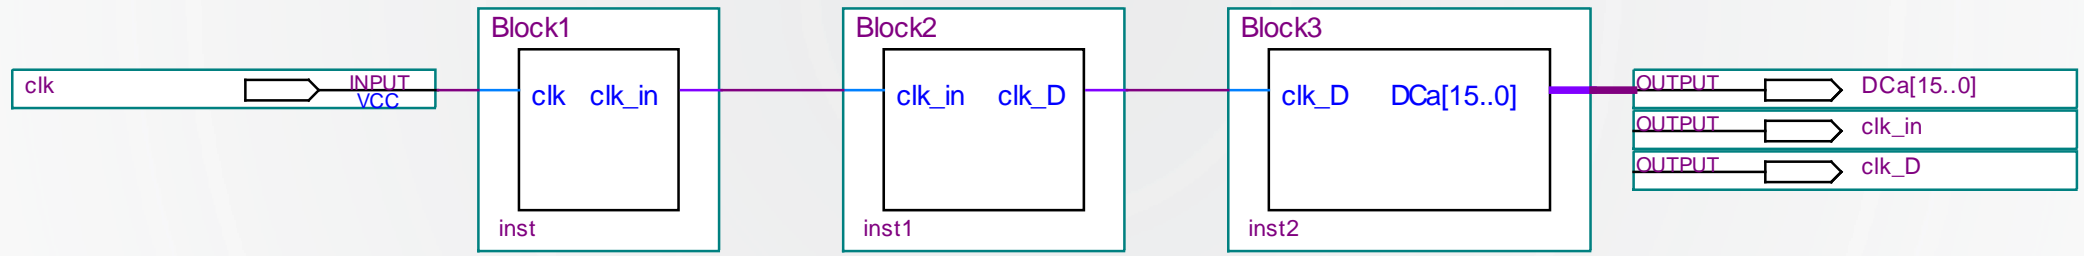 clk
INPUT
VCC
Block1
clk clk_in
inst
Block2
clk_in clk_D
inst1
Block3
clk_D DCa[15..0]
inst2
OUTPUT DCa[15..0]
OUTPUT clk_in
OUTPUT clk_D